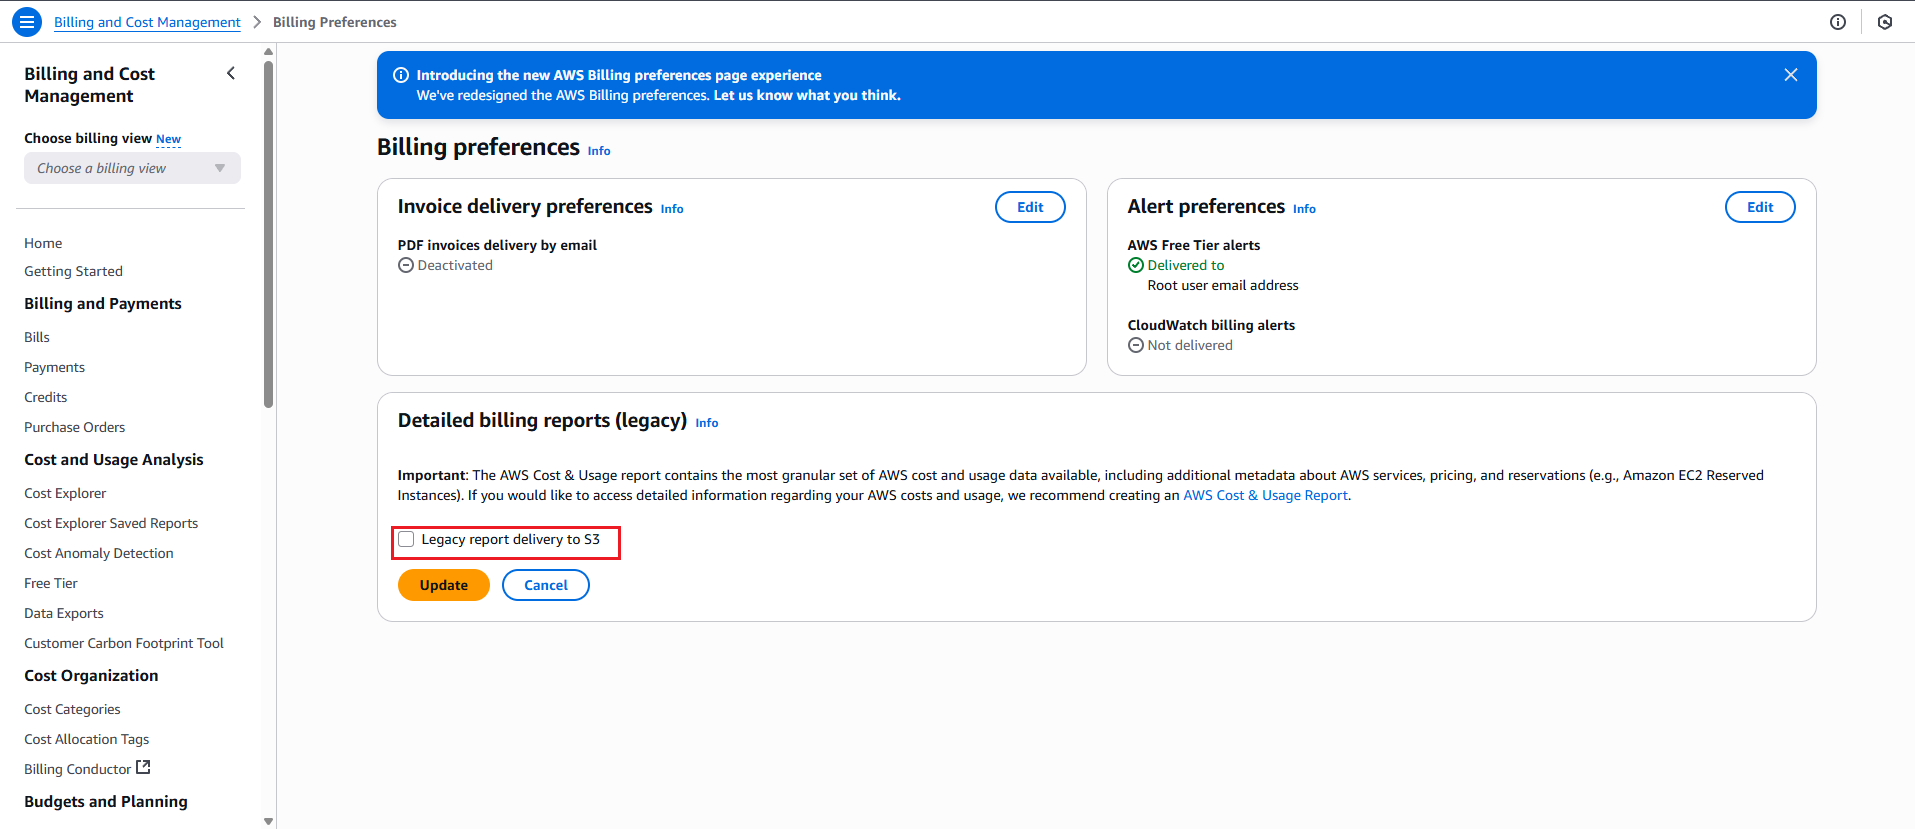 Billing and Cost Management > Billing Preferences
Billing and Cost
Management
Choose billing view New
Choose a billing view
Home
Getting Started
Billing and Payments
Bills
Payments
Credits
Purchase Orders
Cost and Usage Analysis
Cost Explorer
Cost Explorer Saved Reports
Cost Anomaly Detection
Free Tier
Data Exports
Customer Carbon Footprint Tool
Cost Organization
Cost Categories
Cost Allocation Tags
Billing Conductor
Budgets and Planning
Introducing the new AWS Billing preferences page experience
We've redesigned the AWS Billing preferences. Let us know what you think.
Billing preferences Info
Invoice delivery preferences Info
Edit
PDF invoices delivery by email
Deactivated
Alert preferences Info
Edit
AWS Free Tier alerts
Delivered to
Root user email address
CloudWatch billing alerts
Not delivered
Detailed billing reports (legacy) Info
Important: The AWS Cost & Usage report contains the most granular set of AWS cost and usage data available, including additional metadata about AWS services, pricing, and reservations (e.g., Amazon EC2 Reserved
Instances). If you would like to access detailed information regarding your AWS costs and usage, we recommend creating an AWS Cost & Usage Report.
Legacy report delivery to S3
Update Cancel